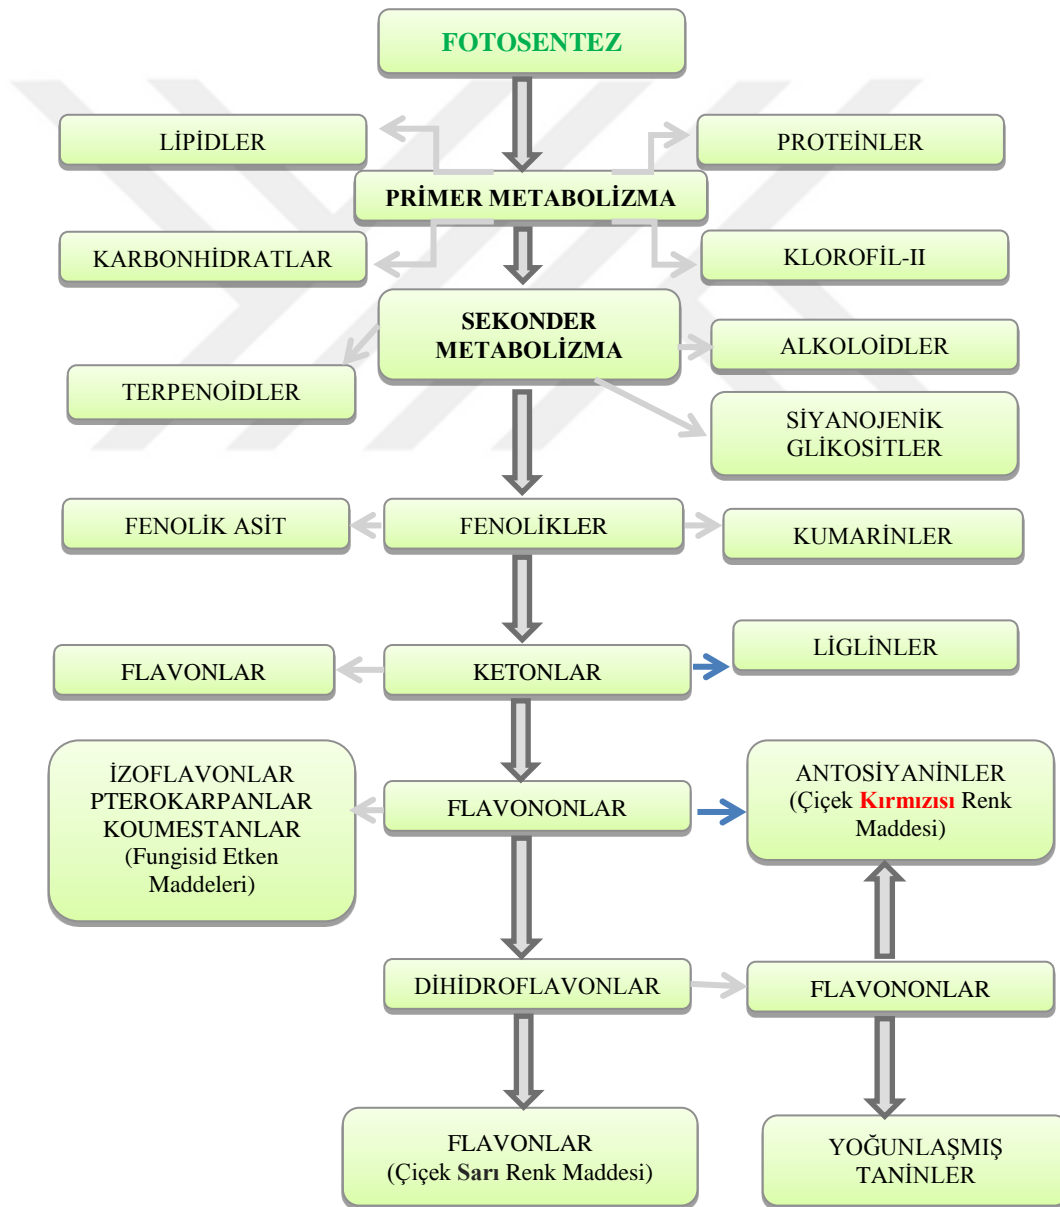 FOTOSENTEZ
LİPİDLER
PROTEİNLER
PRİMER METABOLİZMA
KARBONHİDRATLAR
KLOROFİL-II
SEKONDER
METABOLİZMA
ALKOLOİDLER
TERPENOİDLER
SİYANOJENİK
GLİKOSİTLER
FENOLİK ASİT
FENOLİKLER
KUMARİNLER
FLAVONLAR
KETONLAR
LİGLİNLER
İZOFLAVONLAR
PTEROKARPANLAR
KOUMESTANLAR
(Fungisid Etken
Maddeleri)
FLAVONONLAR
ANTOSİYANİNLER
(Çiçek Kırmızısı Renk
Maddesi)
DİHİDROFLAVONLAR
FLAVONONLAR
FLAVONLAR
(Çiçek Sarı Renk Maddesi)
YOĞUNLAŞMIŞ
TANİNLER